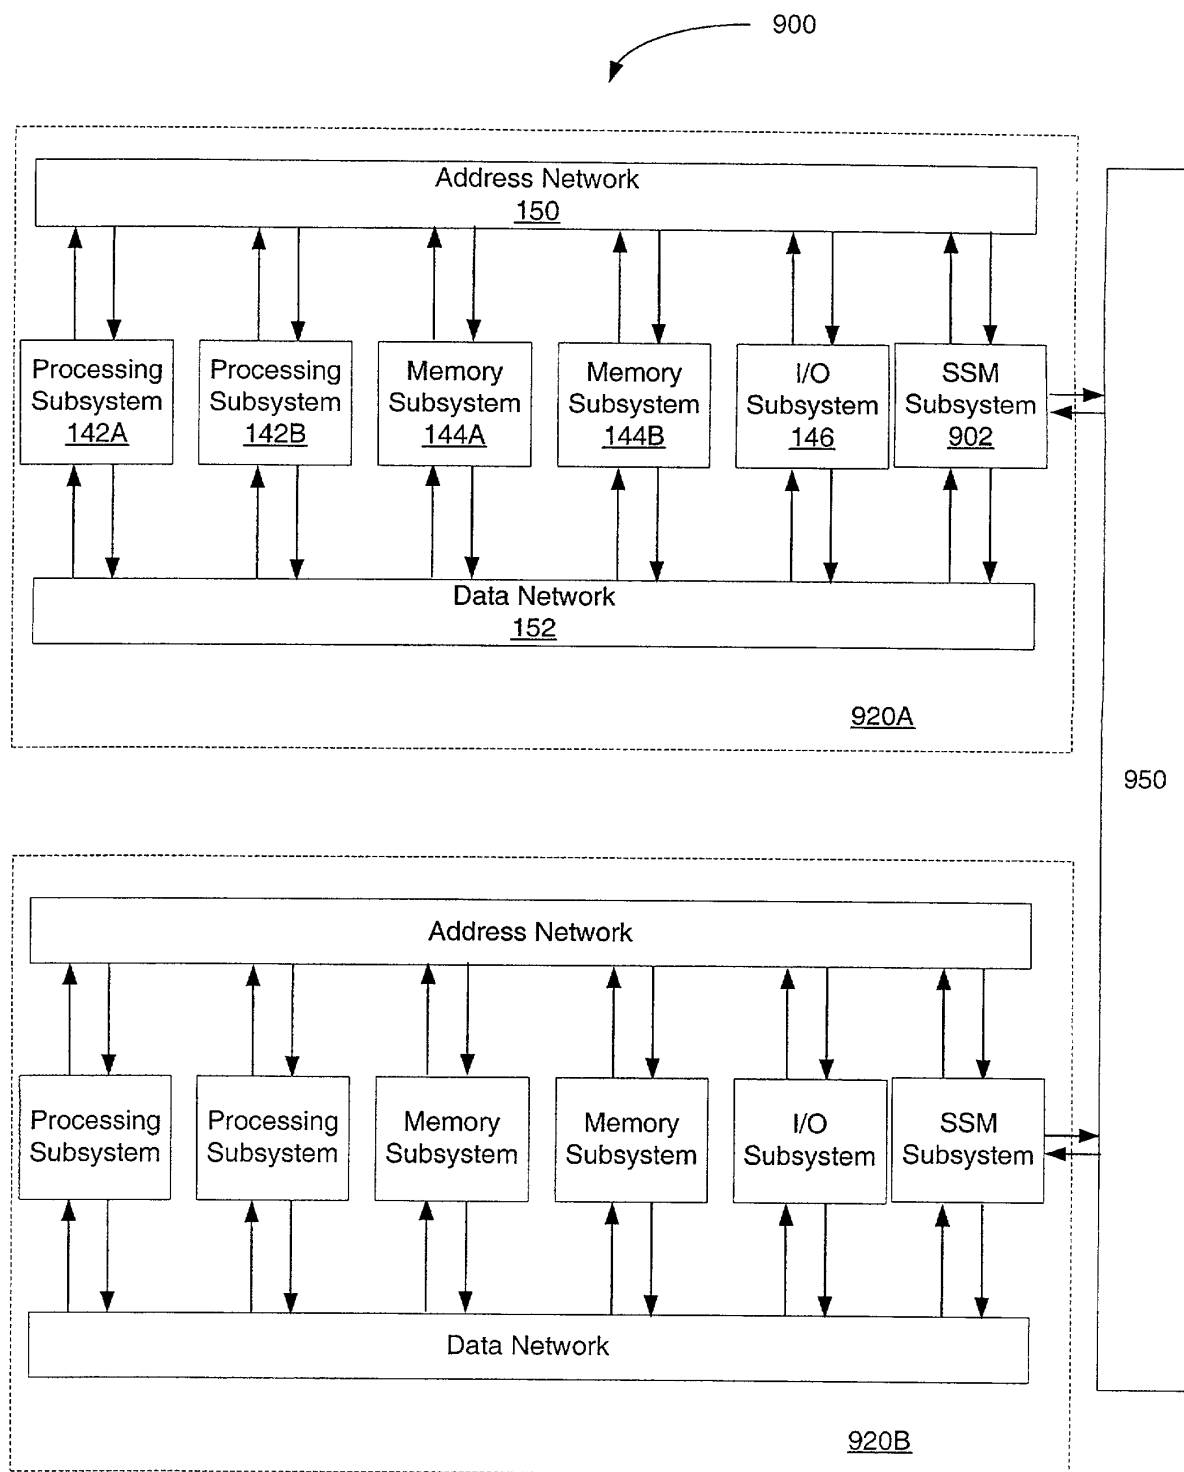 900
Address Network
150
Processing
Subsystem
142A
Processing
Subsystem
142B
Memory
Subsystem
144A
Memory
Subsystem
144B
I/O
Subsystem
146
SSM
Subsystem
902
Data Network
152
920A
950
Address Network
Processing
Subsystem
Processing
Subsystem
Memory
Subsystem
Memory
Subsystem
I/O
Subsystem
SSM
Subsystem
Data Network
920B